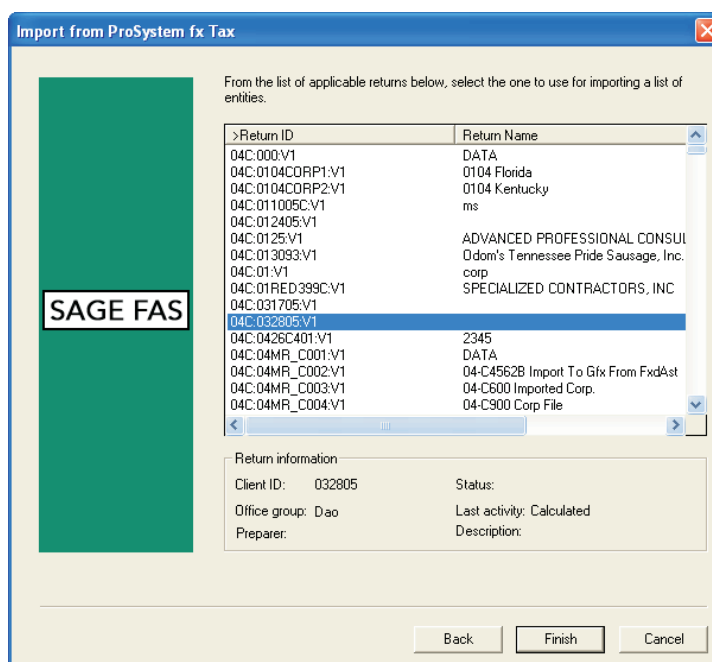 Import from ProSystem fx Tax
From the list of applicable returns below, select the one to use for importing a list of
entities.
>Return ID Return Name
04C:000:V1 DATA
04C:0104CORP1:V1 0104 Florida
04C:0104CORP2:V1 0104 Kentucky
04C:011005C:V1 ms
04C:012405:V1
04C:0125:V1 ADVANCED PROFESSIONAL CONSUL
04C:013093:V1 Odom's Tennessee Pride Sausage, Inc.
04C:01:V1 corp
04C:01RED399C:V1 SPECIALIZED CONTRACTORS, INC
04C:031705:V1
SAGE FAS
04C:032805:V1
04C:0426C401:V1 2345
04C:04MR_C001:V1 DATA
04C:04MR_C002:V1 04-C4562B Import To Gfx From FxdAst
04C:04MR_C003:V1 04-C600 Imported Corp.
04C:04MR_C004:V1 04-C900 Corp File
Return information
Client ID: 032805 Status:
Office group: Dao Last activity: Calculated
Preparer: Description:
Back Finish Cancel